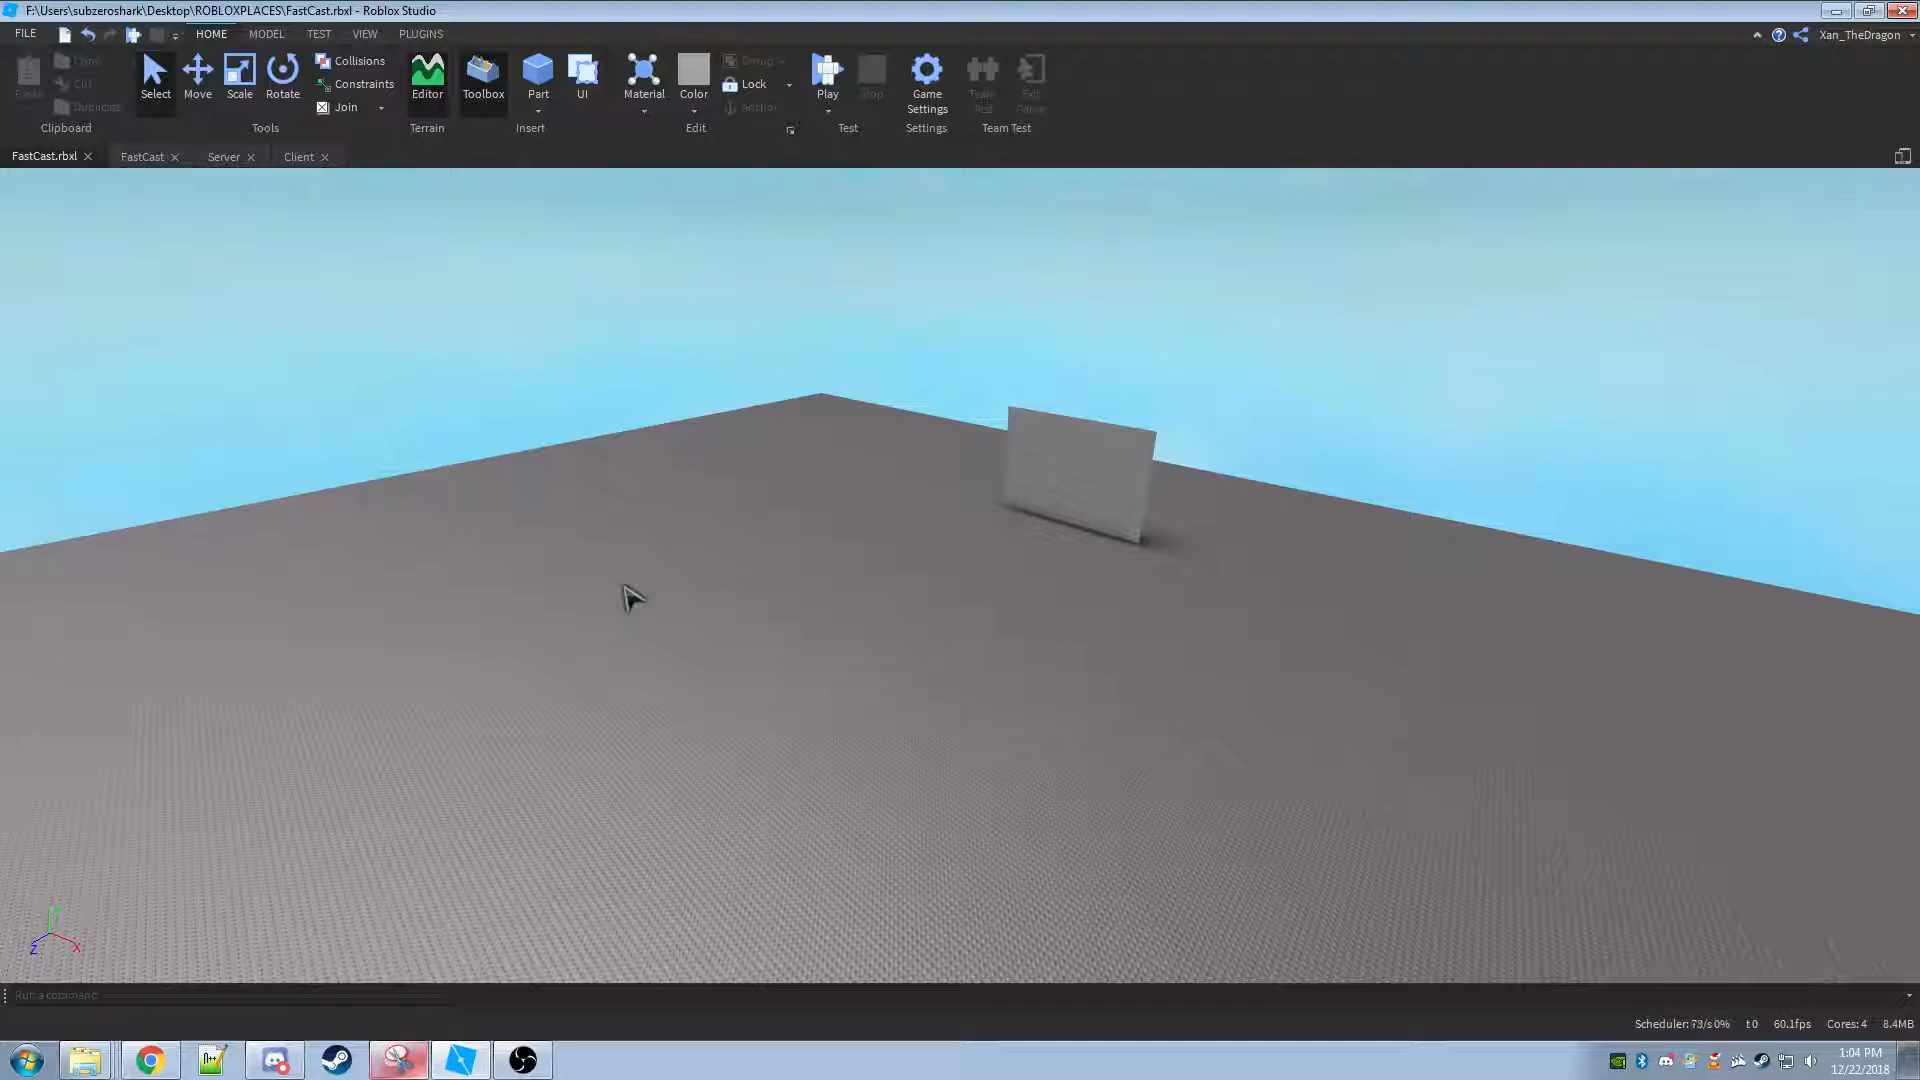 F:\Users\subzeroshark\Desktop\ROBLOXPLACES\FastCast.rbxl - Roblox Studio
FILE HOME MODEL TEST VIEW PLUGINS Xan_TheDragon
Select Move Scale Rotate
Collisions
Constraints
Join
Editor Toolbox Part UI Material Color
Lock
Play
Game
Settings
Duplicate
Clipboard Tools Terrain Insert Edit Test Settings Team Test
FastCast.rbxl FastCast Server Client
Z X
Run a command
Scheduler: 73/s 0% t 0 60.1fps Cores: 4 8.4MB
1:04 PM
12/22/2018